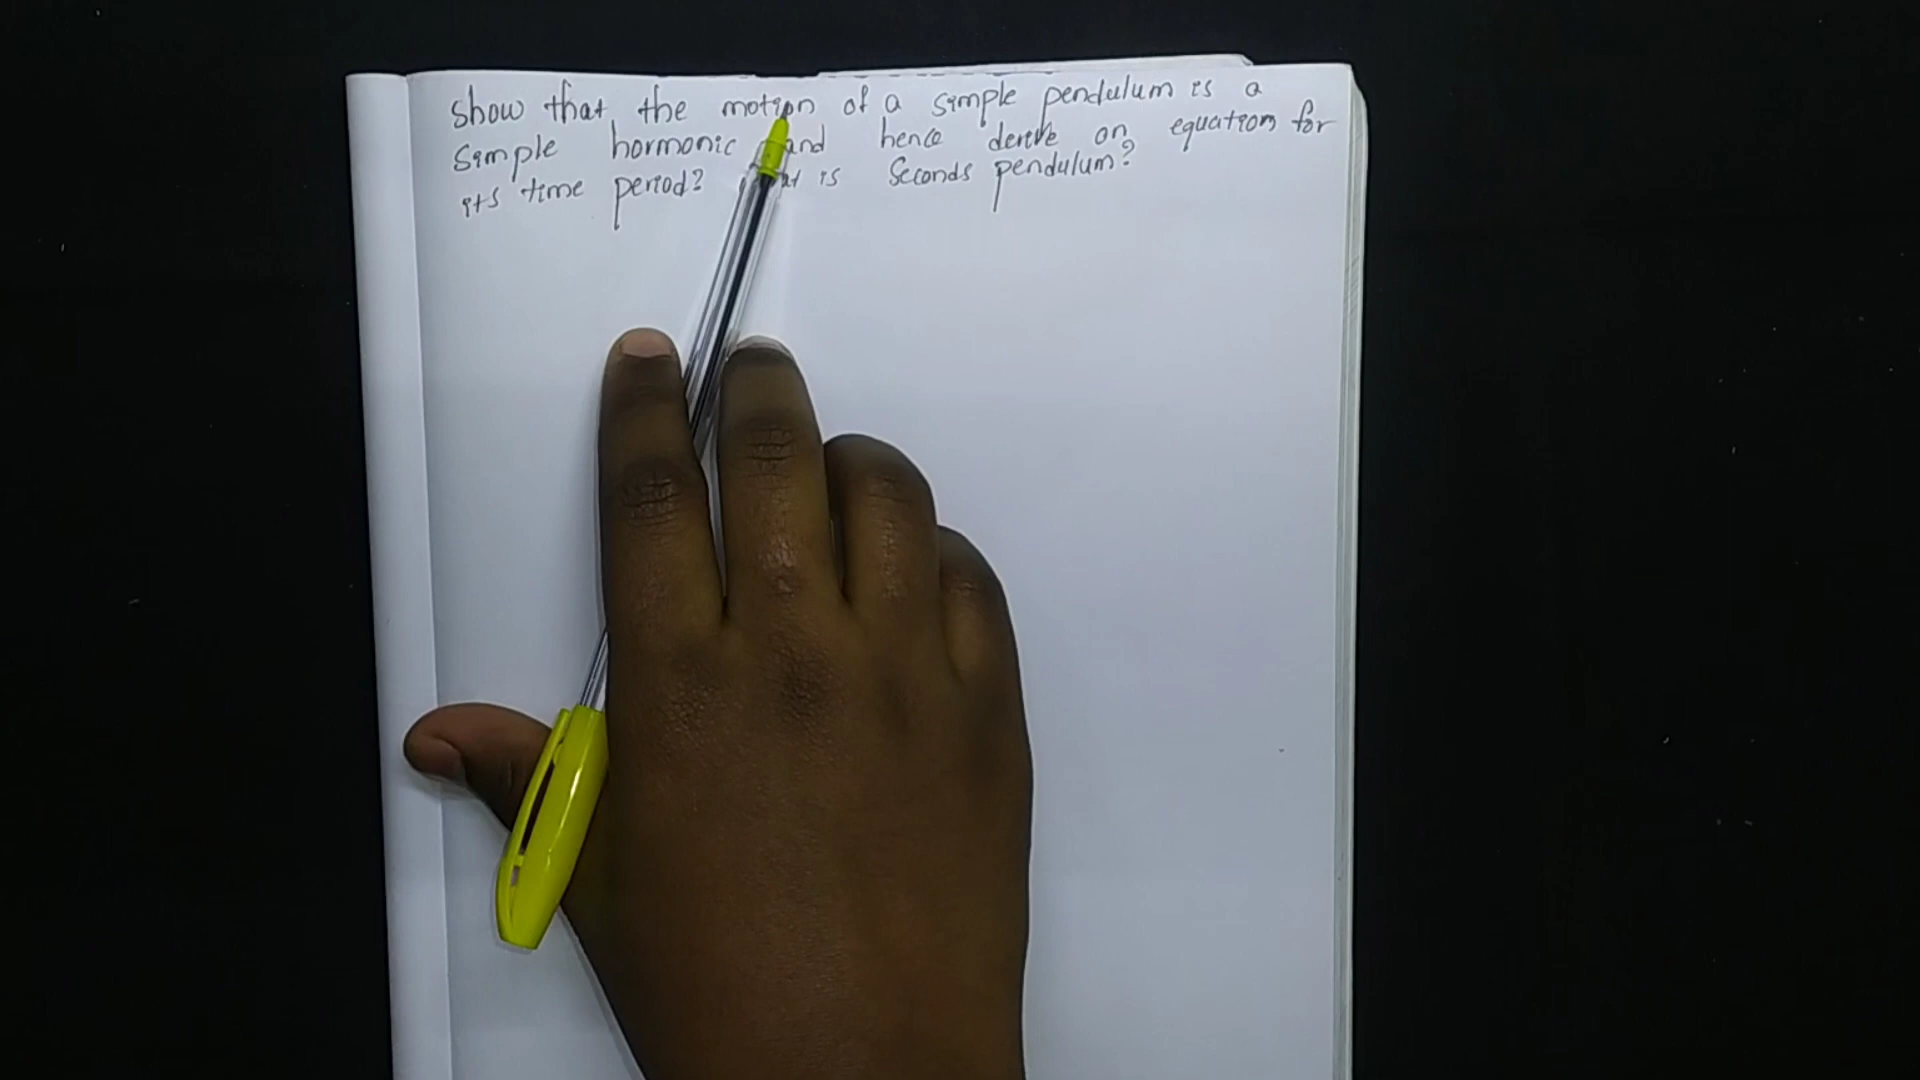 show that the motion of a simple pendulum is a
simple hormonic and hence derive an equation for
its time period? is Seconds pendulum?